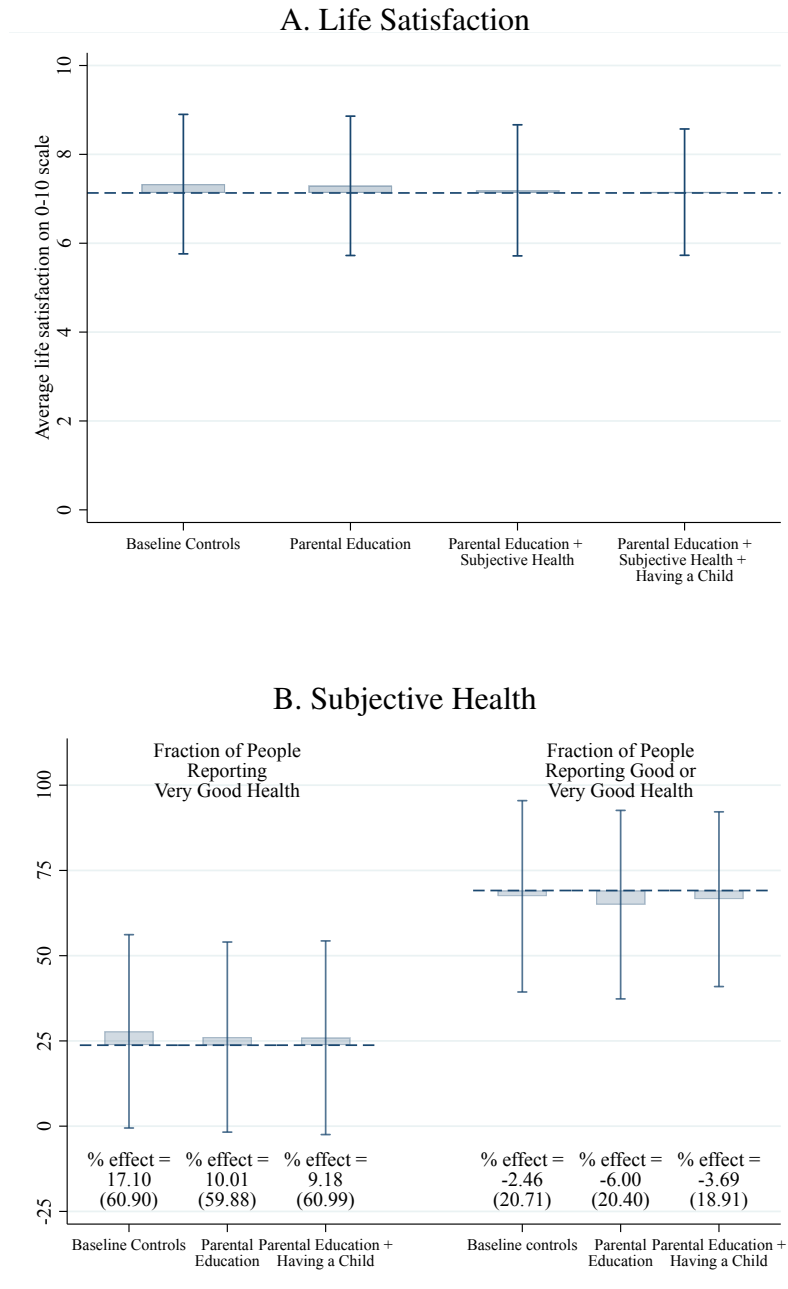 A. Life Satisfaction
Average life satisfaction on 0-10 scale
10
8
6
4
2
0
Baseline Controls
Parental Education
Parental Education +
Subjective Health
Parental Education +
Subjective Health +
Having a Child
B. Subjective Health
Fraction of People
Reporting
Very Good Health
Fraction of People
Reporting Good or
Very Good Health
100
75
50
25
0
-25
% effect =
17.10
(60.90)
% effect =
10.01
(59.88)
% effect =
9.18
(60.99)
% effect =
-2.46
(20.71)
% effect =
-6.00
(20.40)
% effect =
-3.69
(18.91)
Baseline Controls
Parental
Education
Parental Education +
Having a Child
Baseline controls
Parental
Education
Parental Education +
Having a Child